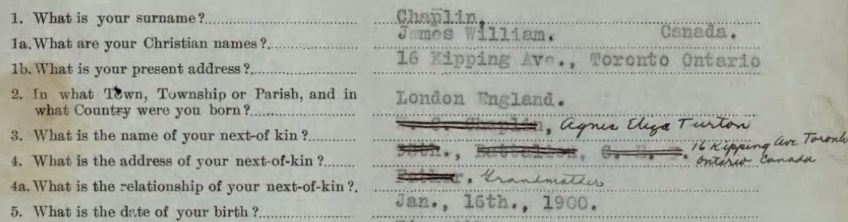 1. What is your surname? Chaplin,
1a. What are your Christian names? James William. Canada.
1b. What is your present address? 16 Kipping Ave., Toronto Ontario
2. In what Town, Township or Parish, and in
what Country were you born? London England.
3. What is the name of your next-of kin? Chaplin, Agnes Eliza Turton
4. What is the address of your next-of-kin? Battalion, 16 Kipping Ave Toronto
Ontario Canada
4a. What is the relationship of your next-of-kin? Father. Grandmother
5. What is the date of your birth? Jan., 16th., 1900.